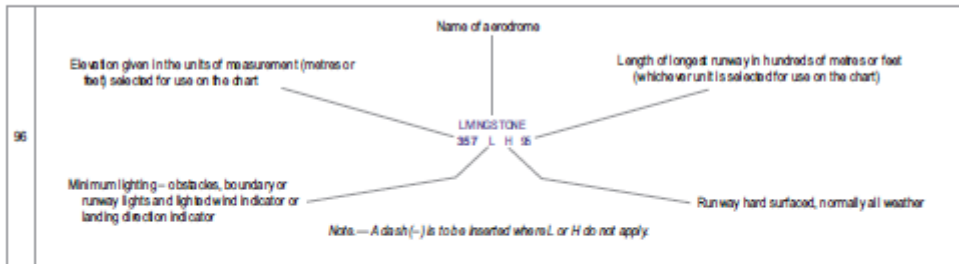 Name of aerodrome
Elevation given in the units of measurement (metres or
feet) selected for use on the chart
Length of longest runway in hundreds of metres or feet
(whichever unit is selected for use on the chart)
96
LIVINGSTONE
357 L H 95
Minimum lighting – obstacles, boundary or
runway lights and lighted wind indicator or
landing direction indicator
Runway hard surfaced, normally all weather
Note.— A dash (–) is to be inserted where L or H do not apply.